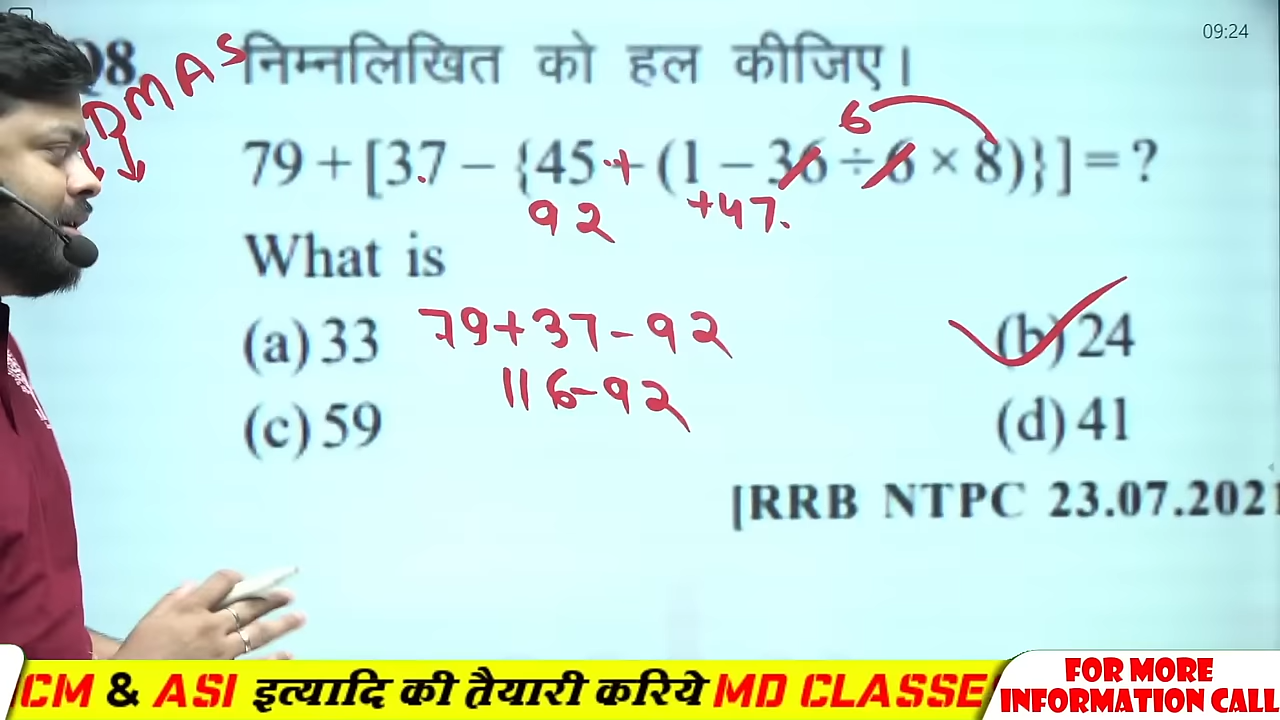 09:24
Q8. निम्नलिखित को हल कीजिए।
DMAS
6
79 + [37 − {45 + (1 − 36 ÷ 6 × 8)}] = ?
92 +47.
What is
(a) 33 (b) 24
79+37-92
116-92
(c) 59 (d) 41
[RRB NTPC 23.07.2021
CM & ASI इत्यादि की तैयारी करिये MD CLASSE
FOR MORE
INFORMATION CALL